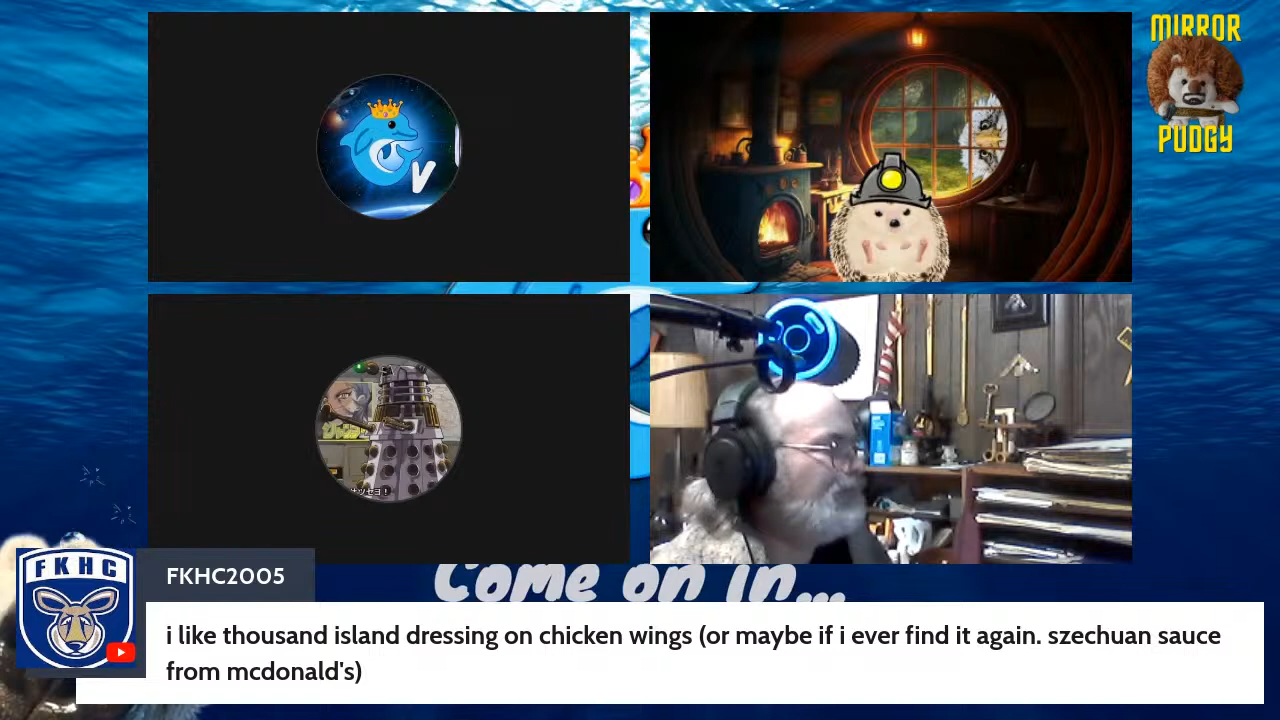 MIRROR
PUDGY
V
Come on in...
FKHC
FKHC2005
i like thousand island dressing on chicken wings (or maybe if i ever find it again. szechuan sauce
from mcdonald's)